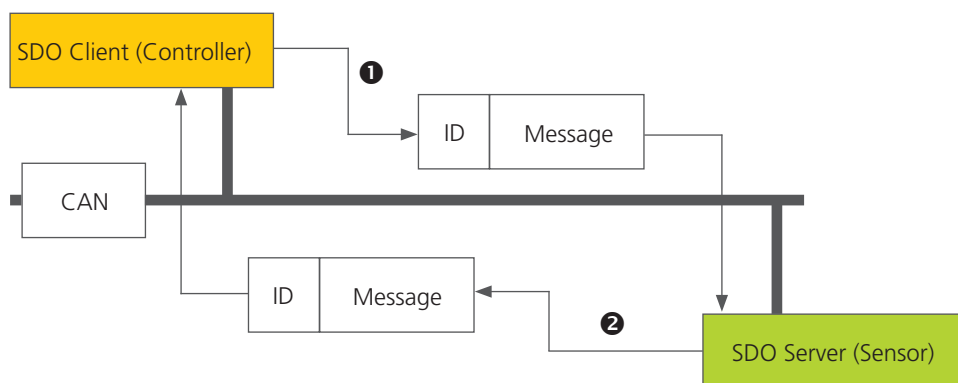 SDO Client (Controller)
❶
ID
Message
CAN
ID
Message
❷
SDO Server (Sensor)